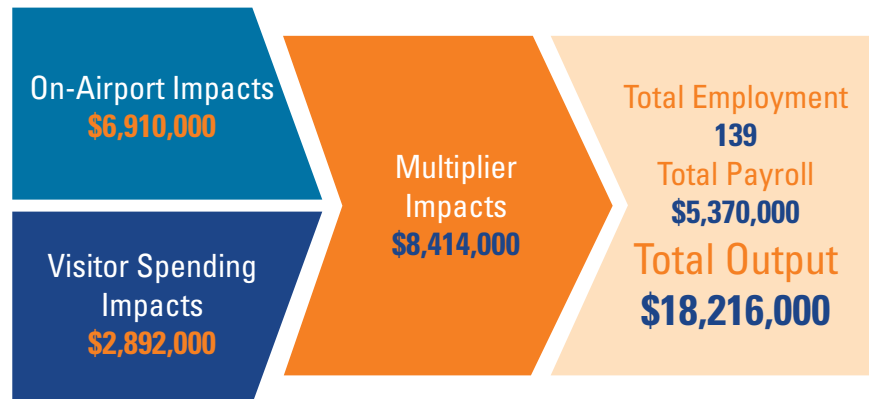 On-Airport Impacts
$6,910,000
Visitor Spending
Impacts
$2,892,000
Multiplier
Impacts
$8,414,000
Total Employment
139
Total Payroll
$5,370,000
Total Output
$18,216,000